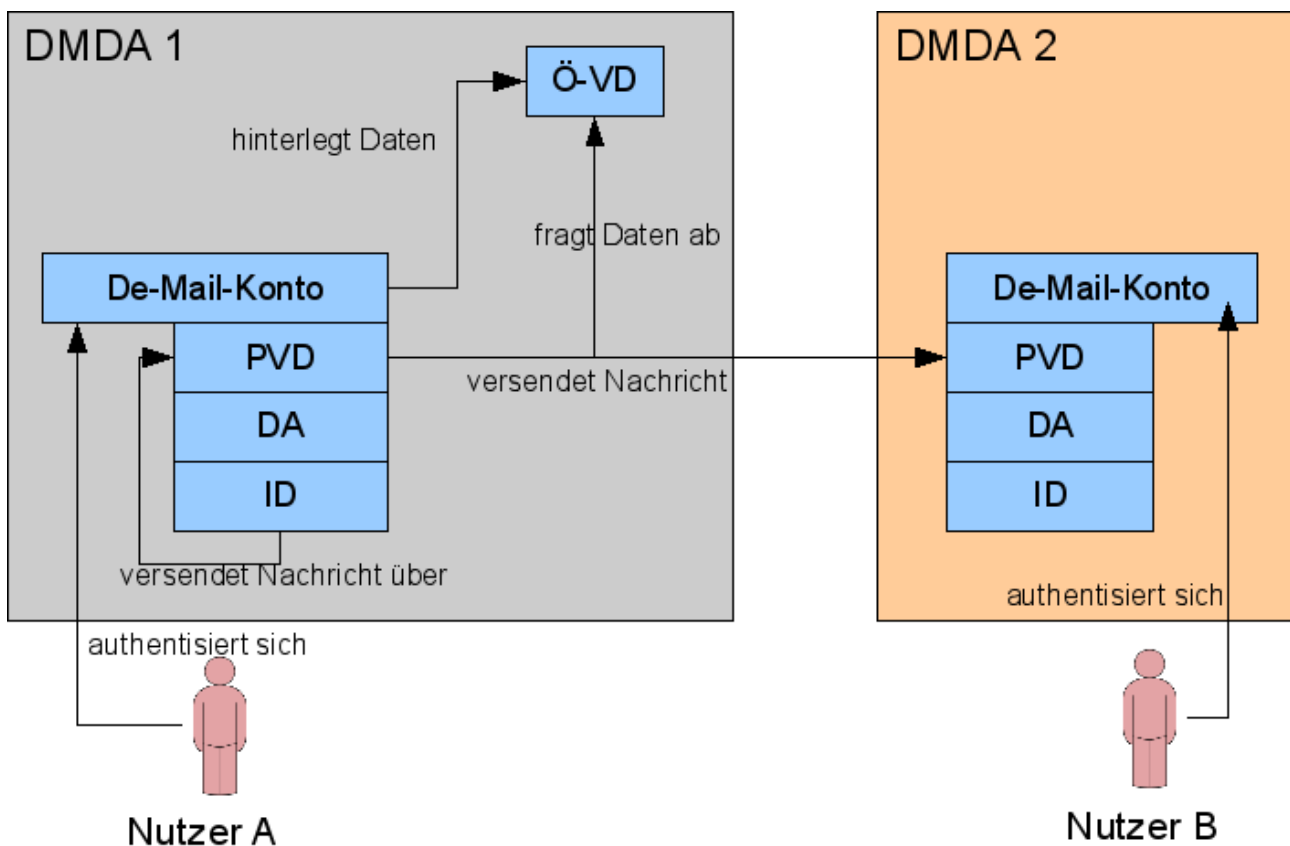 DMDA 1
DMDA 2
Ö-VD
hinterlegt Daten
fragt Daten ab
De-Mail-Konto
De-Mail-Konto
PVD
PVD
versendet Nachricht
DA
DA
ID
ID
versendet Nachricht über
authentisiert sich
authentisiert sich
Nutzer A
Nutzer B